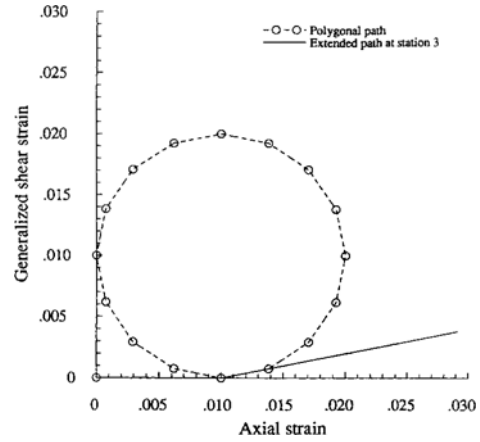 Polygonal path
Extended path at station 3
.030
.025
.020
.015
.010
.005
0
Generalized shear strain
0 .005 .010 .015 .020 .025 .030
Axial strain